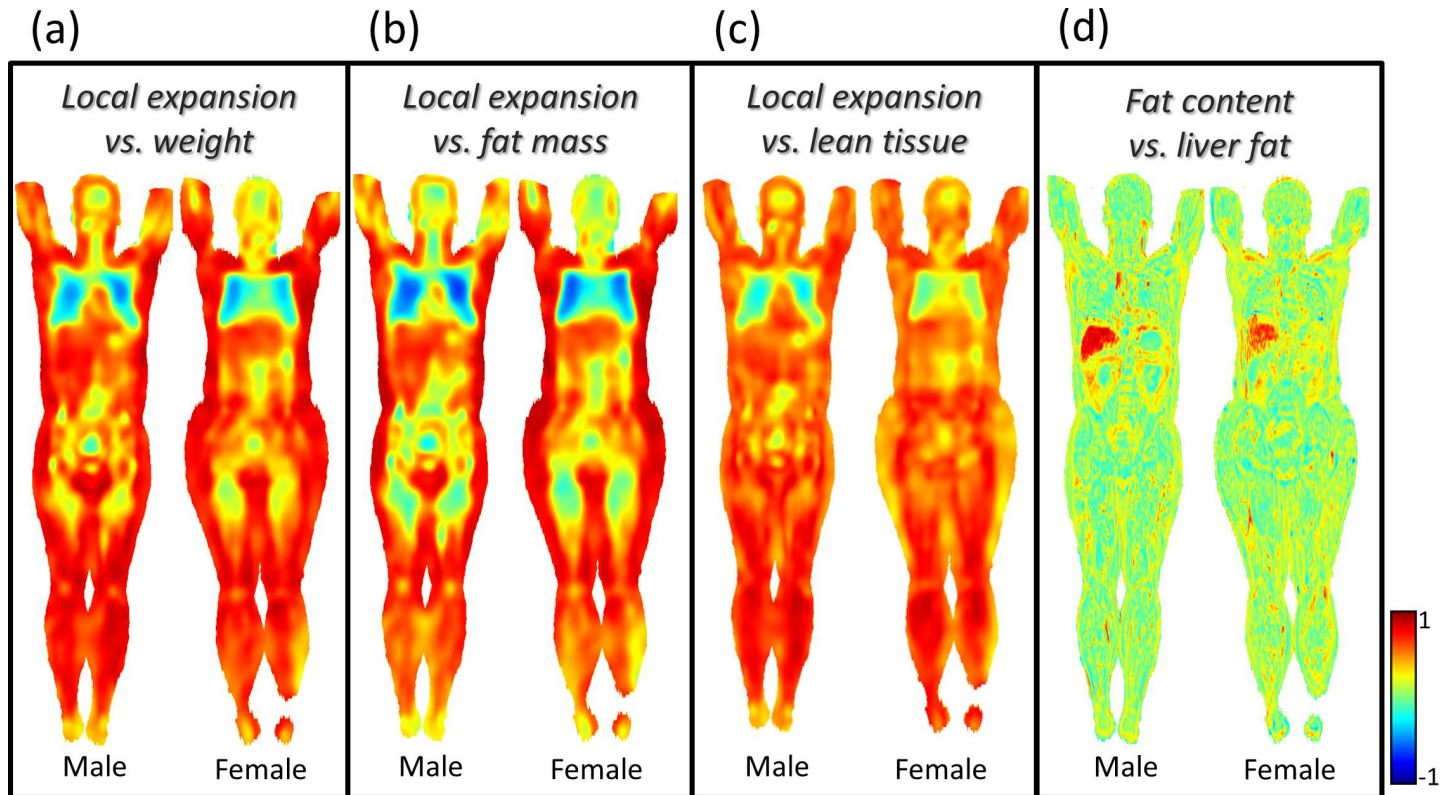 (a)
(b)
(c)
(d)
Local expansion
vs. weight
Local expansion
vs. fat mass
Local expansion
vs. lean tissue
Fat content
vs. liver fat
Male
Female
Male
Female
Male
Female
Male
Female
1
-1